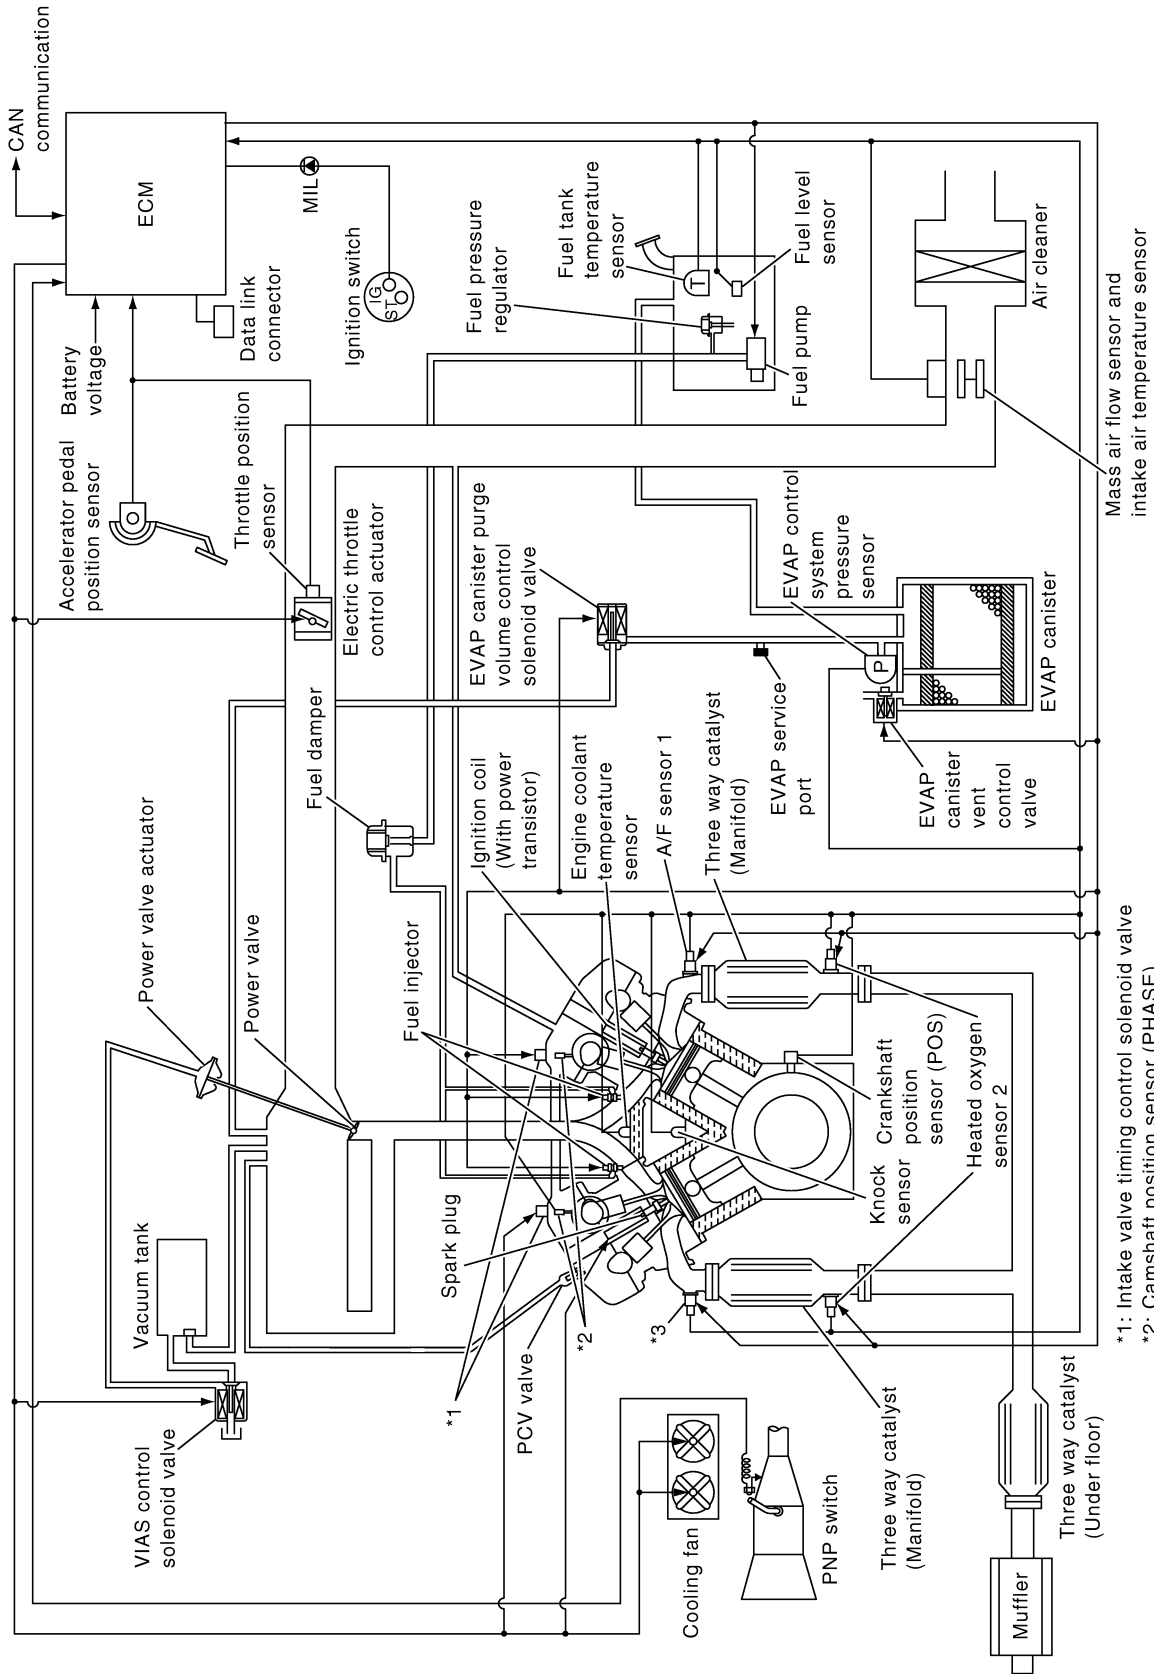 CAN
communication
ECM
MIL
Battery
voltage
Data link
connector
Ignition switch
IG
ST
Accelerator pedal
position sensor
Throttle position
sensor
Electric throttle
control actuator
Fuel pressure
regulator
Fuel tank
temperature
sensor
T
Fuel level
sensor
Fuel pump
Air cleaner
Mass air flow sensor and
intake air temperature sensor
EVAP canister purge
volume control
solenoid valve
EVAP control
system
pressure
sensor
P
EVAP canister
EVAP service
port
EVAP
canister
vent
control
valve
Fuel damper
Power valve actuator
Power valve
Fuel injector
Ignition coil
(With power
transistor)
Engine coolant
temperature
sensor
A/F sensor 1
Three way catalyst
(Manifold)
Vacuum tank
VIAS control
solenoid valve
Spark plug
*1
PCV valve
*2
*3
Knock
sensor
Crankshaft
position
sensor (POS)
Heated oxygen
sensor 2
Cooling fan
PNP switch
Three way catalyst
(Manifold)
Three way catalyst
(Under floor)
Muffler
*1: Intake valve timing control solenoid valve
*2: Camshaft position sensor (PHASE)